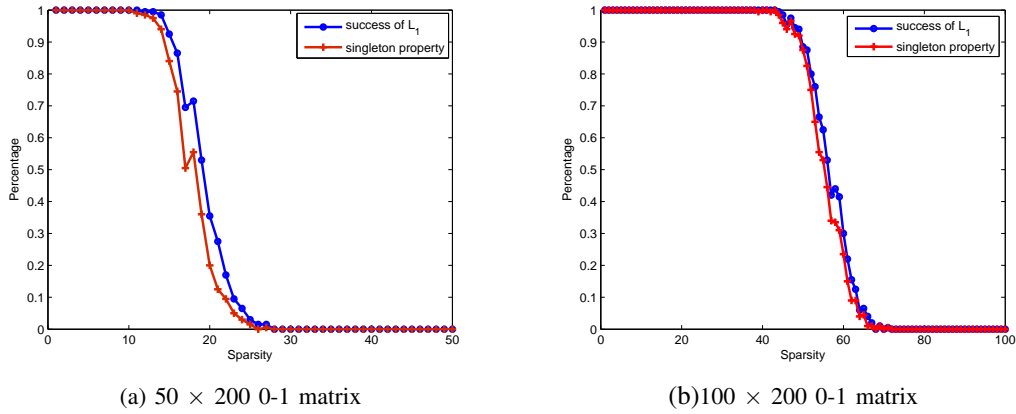 1
0.9
0.8
0.7
0.6
0.5
0.4
0.3
0.2
0.1
0
Percentage
success of L1
singleton property
0 10 20 30 40 50
Sparsity
(a) 50 × 200 0-1 matrix
1
0.9
0.8
0.7
0.6
0.5
0.4
0.3
0.2
0.1
0
Percentage
success of L1
singleton property
0 20 40 60 80 100
Sparsity
(b)100 × 200 0-1 matrix